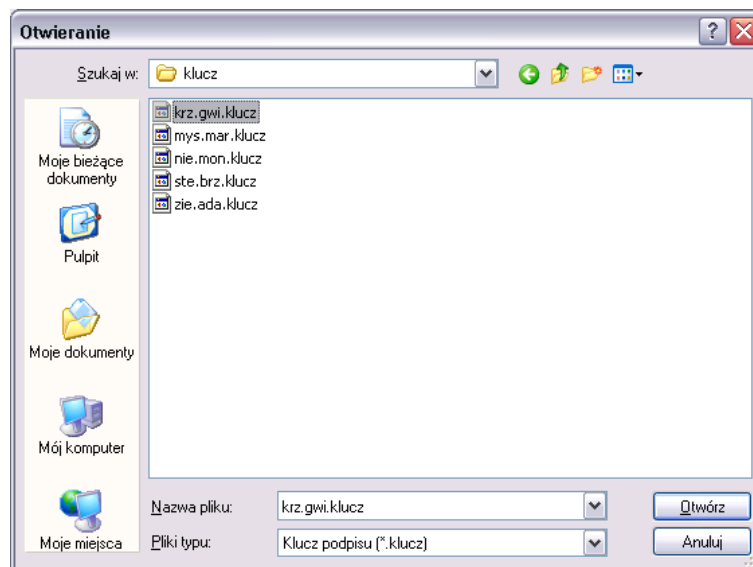 Otwieranie
Szukaj w: klucz
krz.gwi.klucz
mys.mar.klucz
nie.mon.klucz
ste.brz.klucz
zie.ada.klucz
Moje bieżące
dokumenty
Pulpit
Moje dokumenty
Mój komputer
Moje miejsca
Nazwa pliku: krz.gwi.klucz Otwórz
Pliki typu: Klucz podpisu (*.klucz) Anuluj